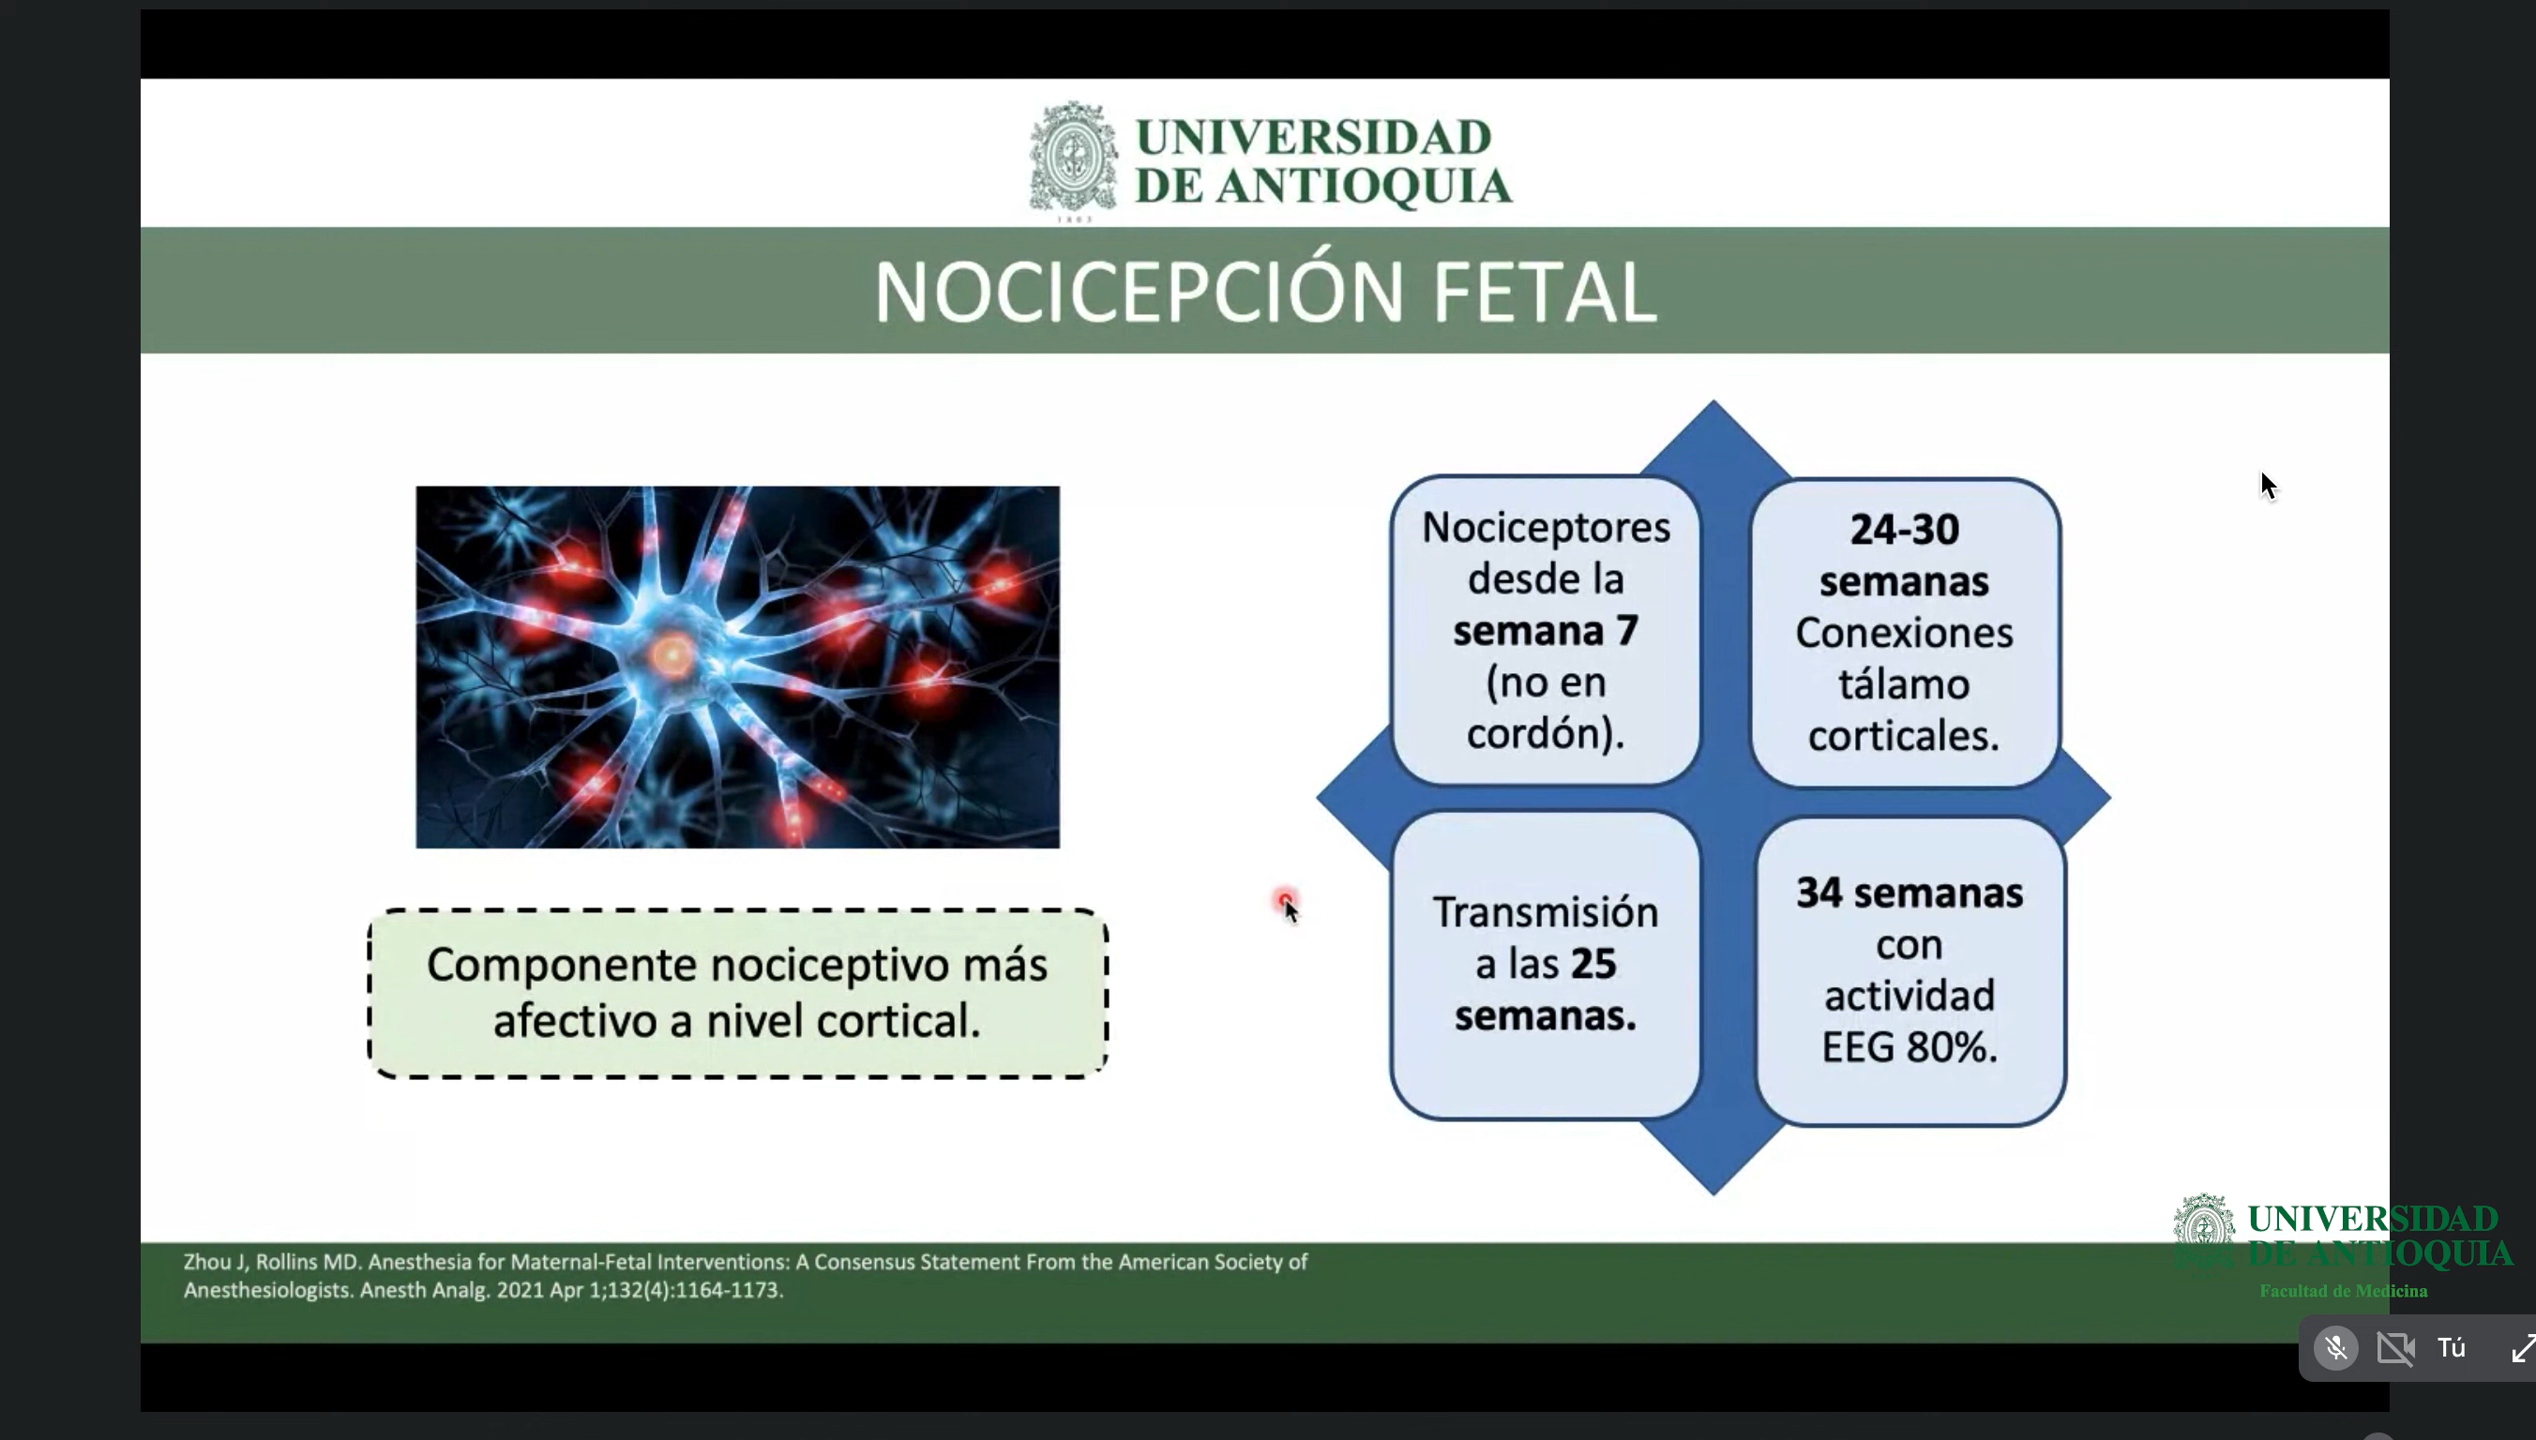 UNIVERSIDAD
DE ANTIOQUIA
1803
NOCICEPCIÓN FETAL
Nociceptores
desde la
semana 7
(no en
cordón).
24-30
semanas
Conexiones
tálamo
corticales.
Transmisión
a las 25
semanas.
34 semanas
con
actividad
EEG 80%.
Componente nociceptivo más
afectivo a nivel cortical.
Zhou J, Rollins MD. Anesthesia for Maternal-Fetal Interventions: A Consensus Statement From the American Society of
Anesthesiologists. Anesth Analg. 2021 Apr 1;132(4):1164-1173.
UNIVERSIDAD
DE ANTIOQUIA
Facultad de Medicina
Tú